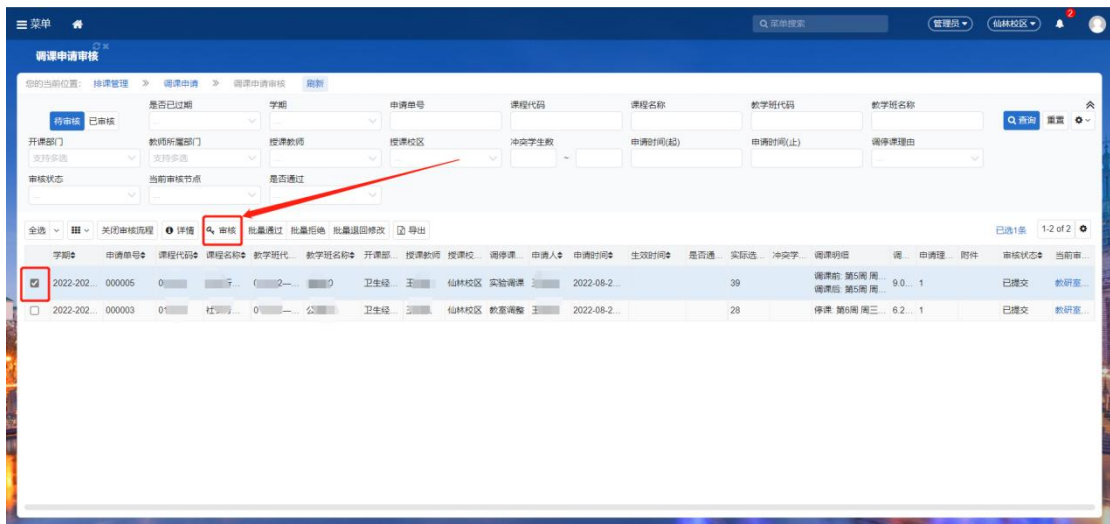 菜单 菜单搜索 管理员 仙林校区 2
调课申请审核
您的当前位置: 排课管理 » 调课申请 » 调课申请审核 刷新
待审核 已审核 是否已过期 学期 申请单号 课程代码 课程名称 教学班代码 教学班名称 查询 重置
开课部门 教师所属部门 授课教师 授课校区 冲突学生数 申请时间(起) 申请时间(止) 调停课理由
支持多选 支持多选 ~
审核状态 当前审核节点 是否通过
全选 关闭审核流程 详情 审核 批量通过 批量拒绝 批量退回修改 导出 已选1条 1-2 of 2
学期 申请单号 课程代码 课程名称 教学班代... 教学班名称 开课部... 授课教师 授课校... 调停课... 申请人 申请时间 生效时间 是否通... 实际选... 冲突学... 调课明细 调... 申请理... 附件 审核状态 当前审...
2022-202... 000005 0 行... 2—... 卫生经... 王 仙林校区 实验调课 2022-08-2... 39 调课前: 第5周 周... 9.0... 1 已提交 教研室...
调课后: 第5周 周...
2022-202... 000003 0 社 0 —... 公 卫生经... 王 仙林校区 教室调整 王 2022-08-2... 28 停课: 第6周 周三... 6.2... 1 已提交 教研室...